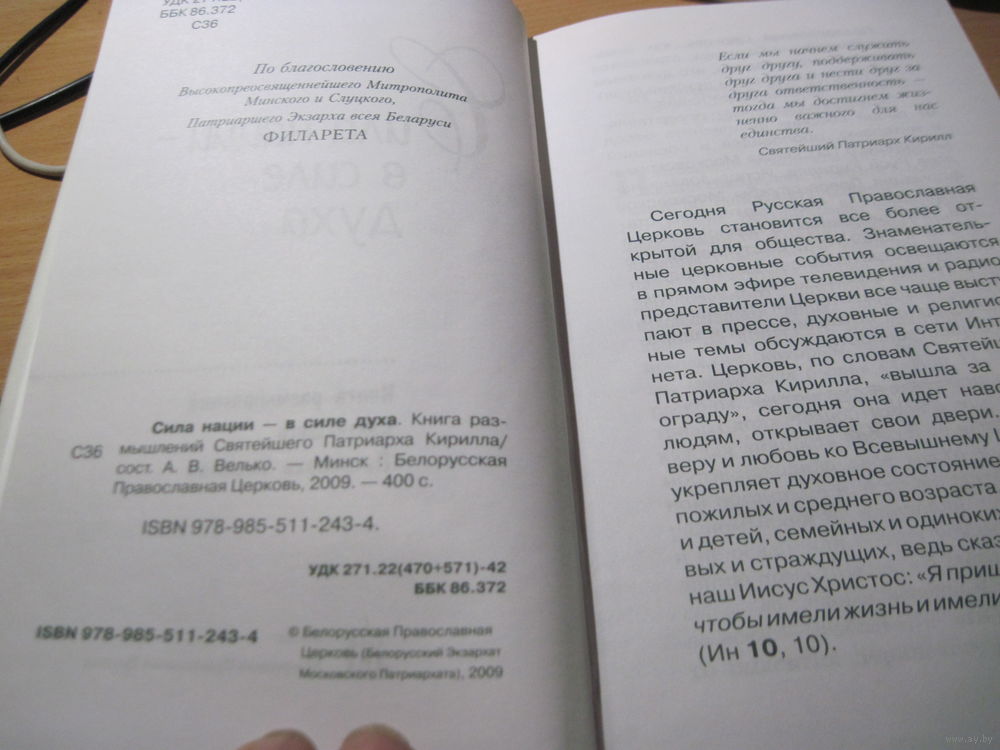 УДК 271.22
ББК 86.372
С36
По благословению
Высокопреосвященнейшего Митрополита
Минского и Слуцкого,
Патриаршего Экзарха всея Беларуси
ФИЛАРЕТА
Сила нации — в силе духа. Книга раз-
С36 мышлений Святейшего Патриарха Кирилла/
сост. А. В. Велько. — Минск : Белорусская
Православная Церковь, 2009. — 400 с.
ISBN 978-985-511-243-4.
УДК 271.22(470+571)-42
ББК 86.372
ISBN 978-985-511-243-4
© Белорусская Православная
Церковь (Белорусский Экзархат
Московского Патриархата), 2009
Если мы начнем служить
друг другу, поддерживать
друг друга и нести друг за
друга ответственность —
тогда мы достигнем жиз-
ненно важного для нас
единства.
Святейший Патриарх Кирилл
Сегодня Русская Православная
Церковь становится все более от-
крытой для общества. Знаменатель-
ные церковные события освещаются
в прямом эфире телевидения и радио
представители Церкви все чаще высту
пают в прессе, духовные и религио
ные темы обсуждаются в сети Инт
нета. Церковь, по словам Святейш
Патриарха Кирилла, «вышла за
ограду», сегодня она идет навс
людям, открывает свои двери.
веру и любовь ко Всевышнему Ц
укрепляет духовное состояние
пожилых и среднего возраста
и детей, семейных и одиноки
вых и страждущих, ведь сказ
наш Иисус Христос: «Я приш
чтобы имели жизнь и имели
(Ин 10, 10).
www.ay.by